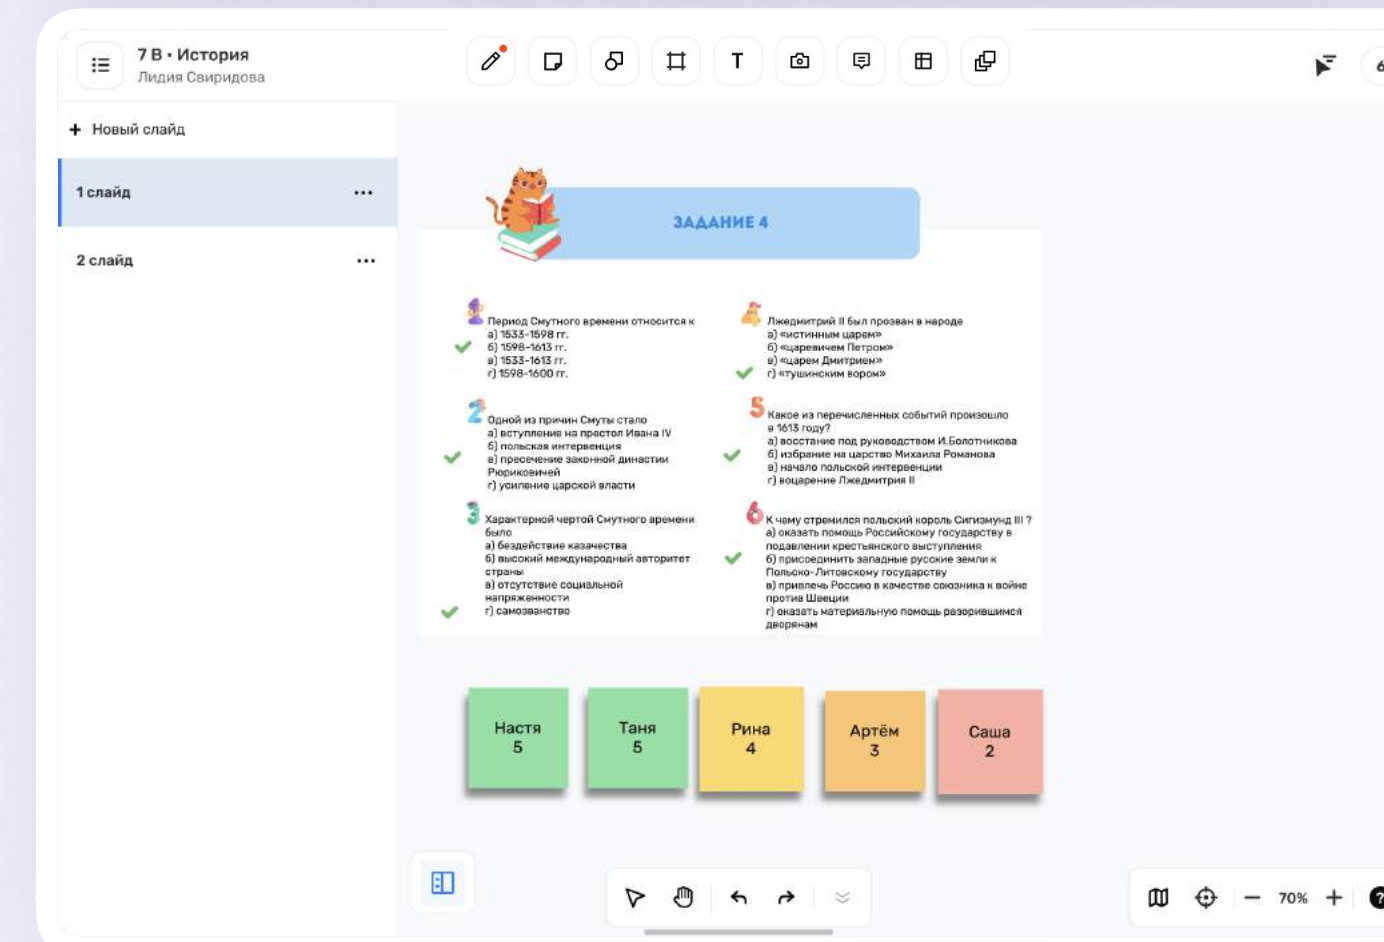 7 В • История
Лидия Свиридова
T
+ Новый слайд
1 слайд
2 слайд
ЗАДАНИЕ 4
1
Период Смутного времени относится к
а) 1533-1598 гг.
б) 1598-1613 гг.
в) 1533-1613 гг.
г) 1598-1600 гг.
2
Одной из причин Смуты стало
а) вступление на престол Ивана IV
б) польская интервенция
в) пресечение законной династии
Рюриковичей
г) усиление царской власти
3
Характерной чертой Смутного времени
было
а) бездействие казачества
б) высокий международный авторитет
страны
в) отсутствие социальной
напряженности
г) самозванство
4
Лжедмитрий II был прозван в народе
а) «истинным царем»
б) «царевичем Петром»
в) «царем Дмитрием»
г) «тушинским вором»
5
Какое из перечисленных событий произошло
в 1613 году?
а) восстание под руководством И.Болотникова
б) избрание на царство Михаила Романова
в) начало польской интервенции
г) воцарение Лжедмитрия II
6
К чему стремился польский король Сигизмунд III ?
а) оказать помощь Российскому государству в
подавлении крестьянского выступления
б) присоединить западные русские земли к
Польско-Литовскому государству
в) привлечь Россию в качестве союзника к войне
против Швеции
г) оказать материальную помощь разорившимся
дворянам
Настя
5
Таня
5
Рина
4
Артём
3
Саша
2
70%
?